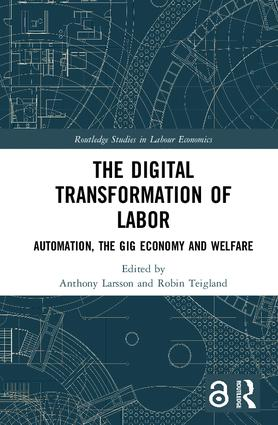 Routledge Studies in Labour Economics
THE DIGITAL
TRANSFORMATION OF
LABOR
AUTOMATION, THE GIG ECONOMY AND WELFARE
Edited by
Anthony Larsson and Robin Teigland
ROUTLEDGE